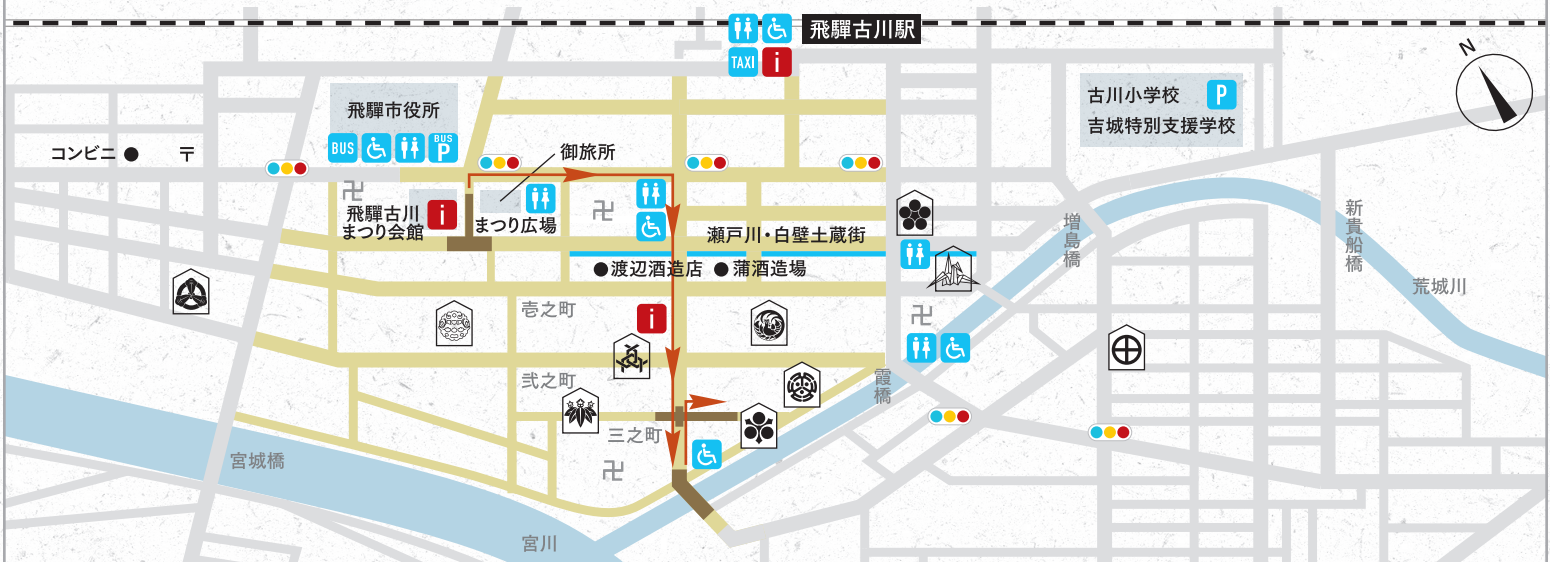 飛驒古川駅
TAXI
i
N
飛驒市役所
BUS
BUS
P
古川小学校
P
吉城特別支援学校
コンビニ
〒
御旅所
飛驒古川
まつり会館
i
まつり広場
瀬戸川・白壁土蔵街
渡辺酒造店
蒲酒造場
増島橋
新貴船橋
荒城川
壱之町
i
弐之町
霞橋
三之町
宮城橋
宮川